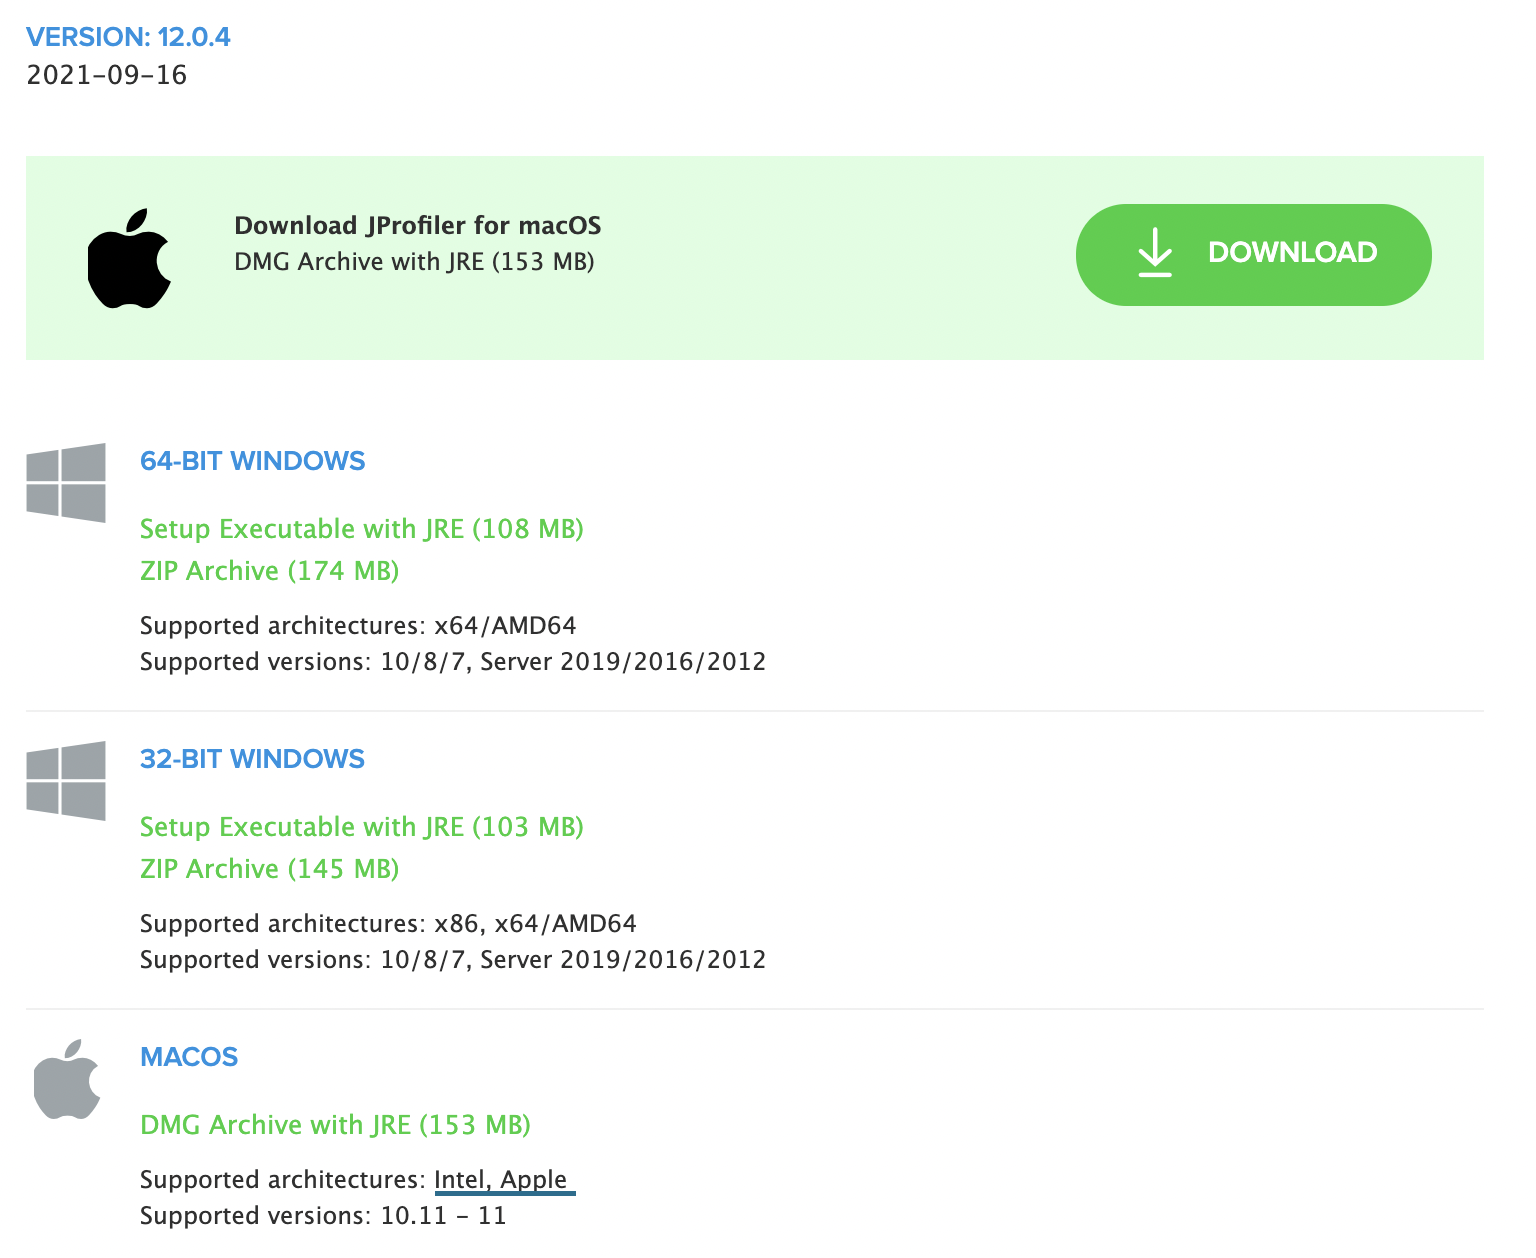 VERSION: 12.0.4
2021-09-16
Download JProfiler for macOS
DMG Archive with JRE (153 MB)
DOWNLOAD
64-BIT WINDOWS
Setup Executable with JRE (108 MB)
ZIP Archive (174 MB)
Supported architectures: x64/AMD64
Supported versions: 10/8/7, Server 2019/2016/2012
32-BIT WINDOWS
Setup Executable with JRE (103 MB)
ZIP Archive (145 MB)
Supported architectures: x86, x64/AMD64
Supported versions: 10/8/7, Server 2019/2016/2012
MACOS
DMG Archive with JRE (153 MB)
Supported architectures: Intel, Apple
Supported versions: 10.11 - 11